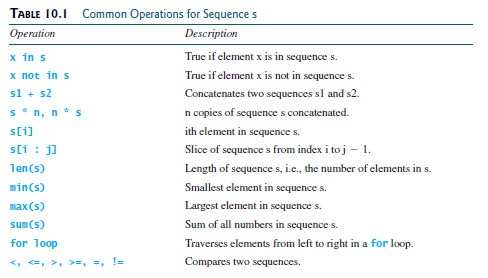 TABLE 10.1 Common Operations for Sequence s
Operation Description
x in s True if element x is in sequence s.
x not in s True if element x is not in sequence s.
s1 + s2 Concatenates two sequences s1 and s2.
s * n, n * s n copies of sequence s concatenated.
s[i] ith element in sequence s.
s[i : j] Slice of sequence s from index i to j − 1.
len(s) Length of sequence s, i.e., the number of elements in s.
min(s) Smallest element in sequence s.
max(s) Largest element in sequence s.
sum(s) Sum of all numbers in sequence s.
for loop Traverses elements from left to right in a for loop.
<, <=, >, >=, =, != Compares two sequences.